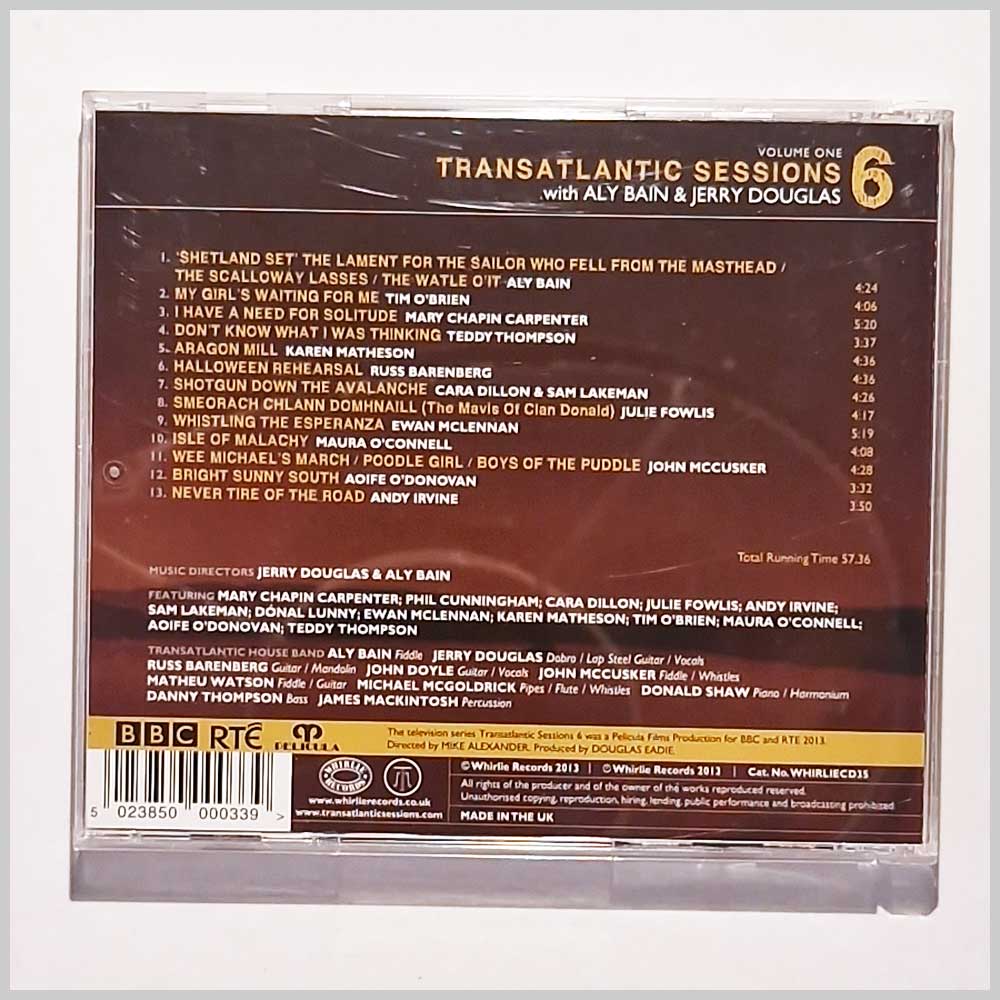 VOLUME ONE
TRANSATLANTIC SESSIONS 6
with ALY BAIN & JERRY DOUGLAS
1. 'SHETLAND SET' THE LAMENT FOR THE SAILOR WHO FELL FROM THE MASTHEAD /
THE SCALLOWAY LASSES / THE WATLE O'IT ALY BAIN 4:24
2. MY GIRL'S WAITING FOR ME TIM O'BRIEN 4:06
3. I HAVE A NEED FOR SOLITUDE MARY CHAPIN CARPENTER 5:20
4. DON'T KNOW WHAT I WAS THINKING TEDDY THOMPSON 3:37
5. ARAGON MILL KAREN MATHESON 4:36
6. HALLOWEEN REHEARSAL RUSS BARENBERG 4:36
7. SHOTGUN DOWN THE AVALANCHE CARA DILLON & SAM LAKEMAN 4:26
8. SMEORACH CHLANN DOMHNAILL (The Mavis Of Clan Donald) JULIE FOWLIS 4:17
9. WHISTLING THE ESPERANZA EWAN MCLENNAN 5:19
10. ISLE OF MALACHY MAURA O'CONNELL 4:08
11. WEE MICHAEL'S MARCH / POODLE GIRL / BOYS OF THE PUDDLE JOHN MCCUSKER 4:28
12. BRIGHT SUNNY SOUTH AOIFE O'DONOVAN 3:32
13. NEVER TIRE OF THE ROAD ANDY IRVINE 3:50
Total Running Time 57.36
MUSIC DIRECTORS JERRY DOUGLAS & ALY BAIN
FEATURING MARY CHAPIN CARPENTER; PHIL CUNNINGHAM; CARA DILLON; JULIE FOWLIS; ANDY IRVINE;
SAM LAKEMAN; DÓNAL LUNNY; EWAN MCLENNAN; KAREN MATHESON; TIM O'BRIEN; MAURA O'CONNELL;
AOIFE O'DONOVAN; TEDDY THOMPSON
TRANSATLANTIC HOUSE BAND ALY BAIN Fiddle JERRY DOUGLAS Dobro / Lap Steel Guitar / Vocals
RUSS BARENBERG Guitar / Mandolin JOHN DOYLE Guitar / Vocals JOHN MCCUSKER Fiddle / Whistles
MATHEU WATSON Fiddle / Guitar MICHAEL MCGOLDRICK Pipes / Flute / Whistles DONALD SHAW Piano / Harmonium
DANNY THOMPSON Bass JAMES MACKINTOSH Percussion
BBC RTÉ PELICULA
The television series Transatlantic Sessions 6 was a Pelicula Films Production for BBC and RTE 2013.
Directed by MIKE ALEXANDER. Produced by DOUGLAS EADIE.
WHIRLIE RECORDS
www.whirlierecords.co.uk
www.transatlanticsessions.com
© Whirlie Records 2013 | ℗ Whirlie Records 2013 | Cat. No. WHIRLIECD35
All rights of the producer and of the owner of the works reproduced reserved.
Unauthorised copying, reproduction, hiring, lending, public performance and broadcasting prohibited
MADE IN THE UK
5 023850 000339 >